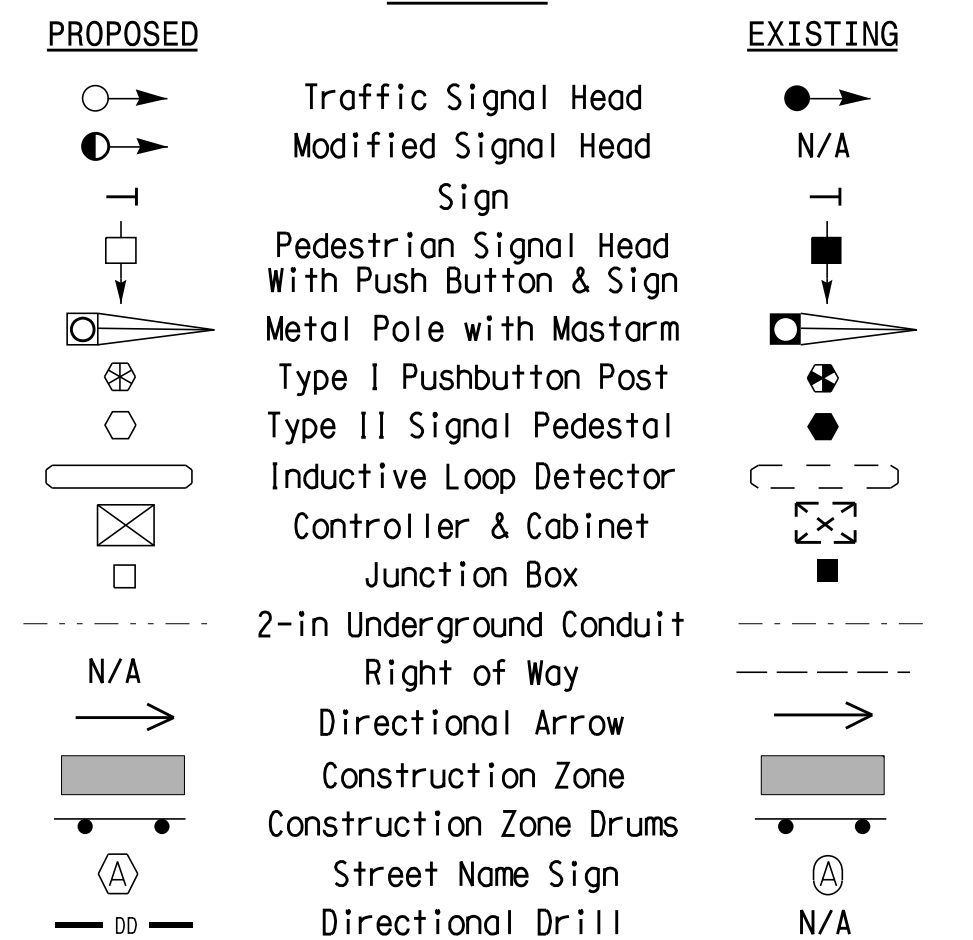 PROPOSED EXISTING
Traffic Signal Head
Modified Signal Head N/A
Sign
Pedestrian Signal Head
With Push Button & Sign
Metal Pole with Mastarm
Type I Pushbutton Post
Type II Signal Pedestal
Inductive Loop Detector
Controller & Cabinet
Junction Box
2-in Underground Conduit
N/A Right of Way
Directional Arrow
Construction Zone
Construction Zone Drums
A Street Name Sign A
DD Directional Drill N/A